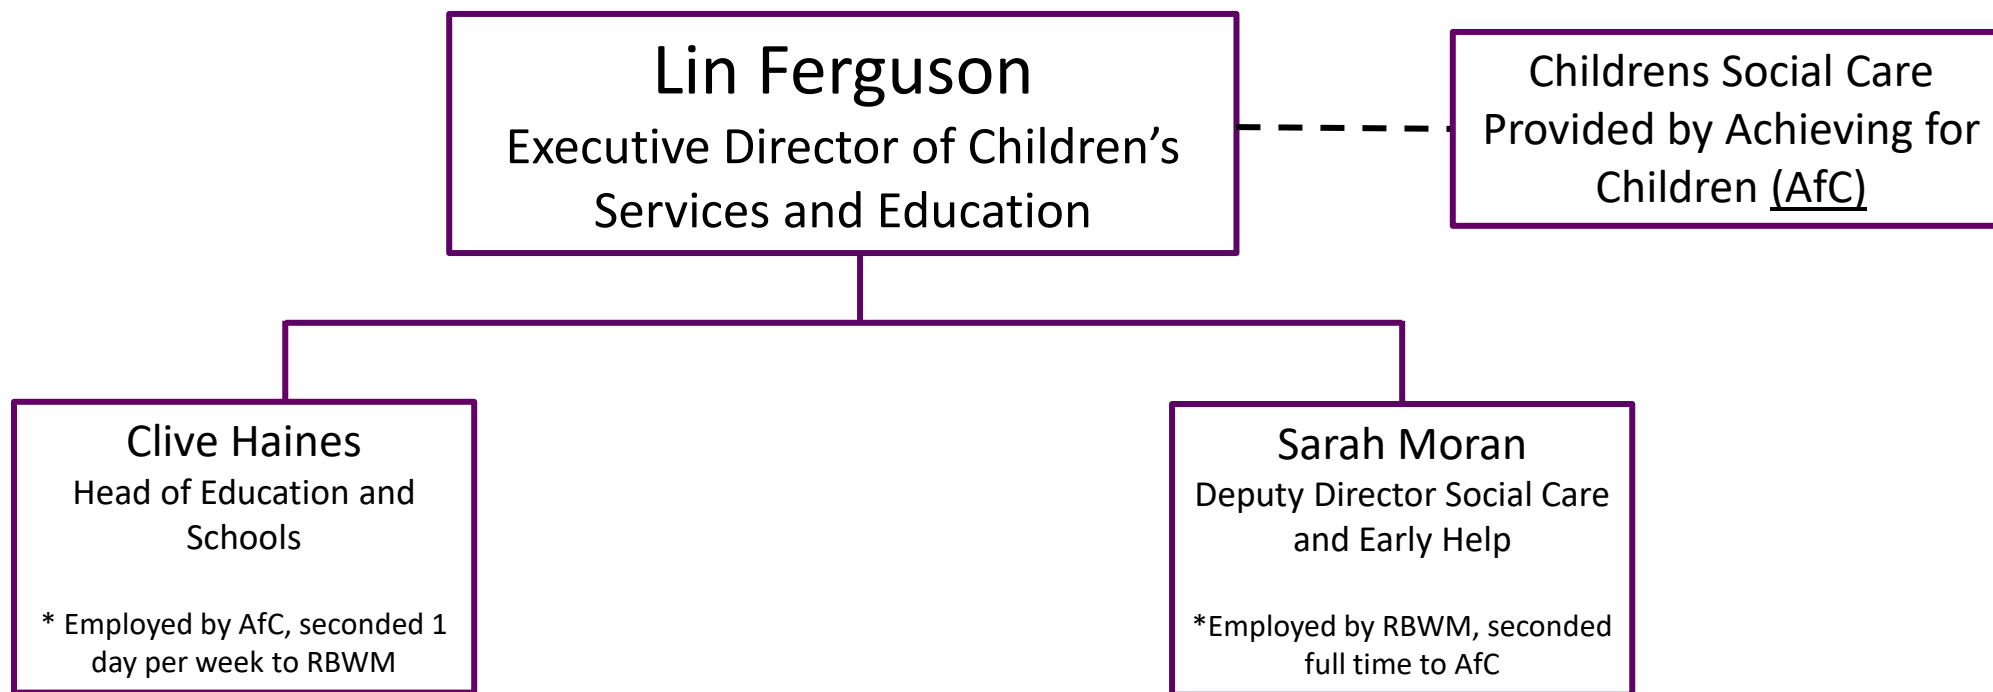 Lin Ferguson
Executive Director of Children’s
Services and Education
Childrens Social Care
Provided by Achieving for
Children (AfC)
Clive Haines
Head of Education and
Schools
* Employed by AfC, seconded 1
day per week to RBWM
Sarah Moran
Deputy Director Social Care
and Early Help
*Employed by RBWM, seconded
full time to AfC